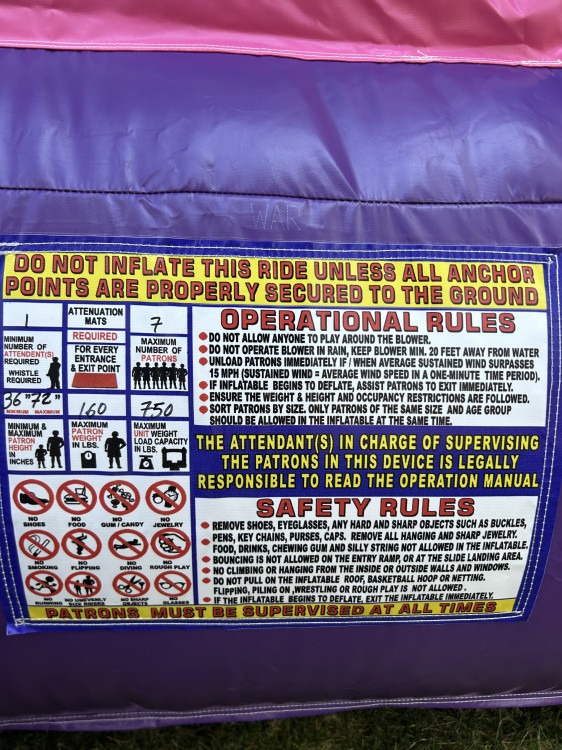 WAR
DO NOT INFLATE THIS RIDE UNLESS ALL ANCHOR
POINTS ARE PROPERLY SECURED TO THE GROUND
1
MINIMUM
NUMBER OF
ATTENDENT(S)
REQUIRED
WHISTLE
REQUIRED
ATTENUATION
MATS
REQUIRED
FOR EVERY
ENTRANCE
& EXIT POINT
7
MAXIMUM
NUMBER OF
PATRONS
36" 72"
MINIMUM MAXIMUM
MINIMUM &
MAXIMUM
PATRON
HEIGHT
IN
INCHES
160
MAXIMUM
PATRON
WEIGHT
IN LBS.
750
MAXIMUM
UNIT WEIGHT
LOAD CAPACITY
IN LBS.
NO
SHOES
NO
FOOD
NO
GUM / CANDY
NO
JEWELRY
NO
SMOKING
NO
FLIPPING
NO
DIVING
NO
ROUGH PLAY
NO
RUNNING
NO UNEVENLY
SIZE RIDERS
NO SHARP
OBJECTS
NO
GLASSES
OPERATIONAL RULES
DO NOT ALLOW ANYONE TO PLAY AROUND THE BLOWER.
DO NOT OPERATE BLOWER IN RAIN, KEEP BLOWER MIN. 20 FEET AWAY FROM WATER
UNLOAD PATRONS IMMEDIATELY IF / WHEN AVERAGE SUSTAINED WIND SURPASSES
15 MPH (SUSTAINED WIND = AVERAGE WIND SPEED IN A ONE-MINUTE TIME PERIOD).
IF INFLATABLE BEGINS TO DEFLATE, ASSIST PATRONS TO EXIT IMMEDIATELY.
ENSURE THE WEIGHT & HEIGHT AND OCCUPANCY RESTRICTIONS ARE FOLLOWED.
SORT PATRONS BY SIZE. ONLY PATRONS OF THE SAME SIZE AND AGE GROUP
SHOULD BE ALLOWED IN THE INFLATABLE AT THE SAME TIME
THE ATTENDANT(S) IN CHARGE OF SUPERVISING
THE PATRONS IN THIS DEVICE IS LEGALLY
RESPONSIBLE TO READ THE OPERATION MANUAL
SAFETY RULES
REMOVE SHOES, EYEGLASSES, ANY HARD AND SHARP OBJECTS SUCH AS BUCKLES,
PENS, KEY CHAINS, PURSES, CAPS. REMOVE ALL HANGING AND SHARP JEWELRY.
FOOD, DRINKS, CHEWING GUM AND SILLY STRING NOT ALLOWED IN THE INFLATABLE.
BOUNCING IS NOT ALLOWED ON THE ENTRY RAMP, OR AT THE SLIDE LANDING AREA.
NO CLIMBING OR HANGING FROM THE INSIDE OR OUTSIDE WALLS AND WINDOWS.
DO NOT PULL ON THE INFLATABLE ROOF, BASKETBALL HOOP OR NETTING.
FLIPPING, PILING ON ,WRESTLING OR ROUGH PLAY IS NOT ALLOWED .
IF THE INFLATABLE BEGINS TO DEFLATE, EXIT THE INFLATABLE IMMEDIATELY.
PATRONS MUST BE SUPERVISED AT ALL TIMES